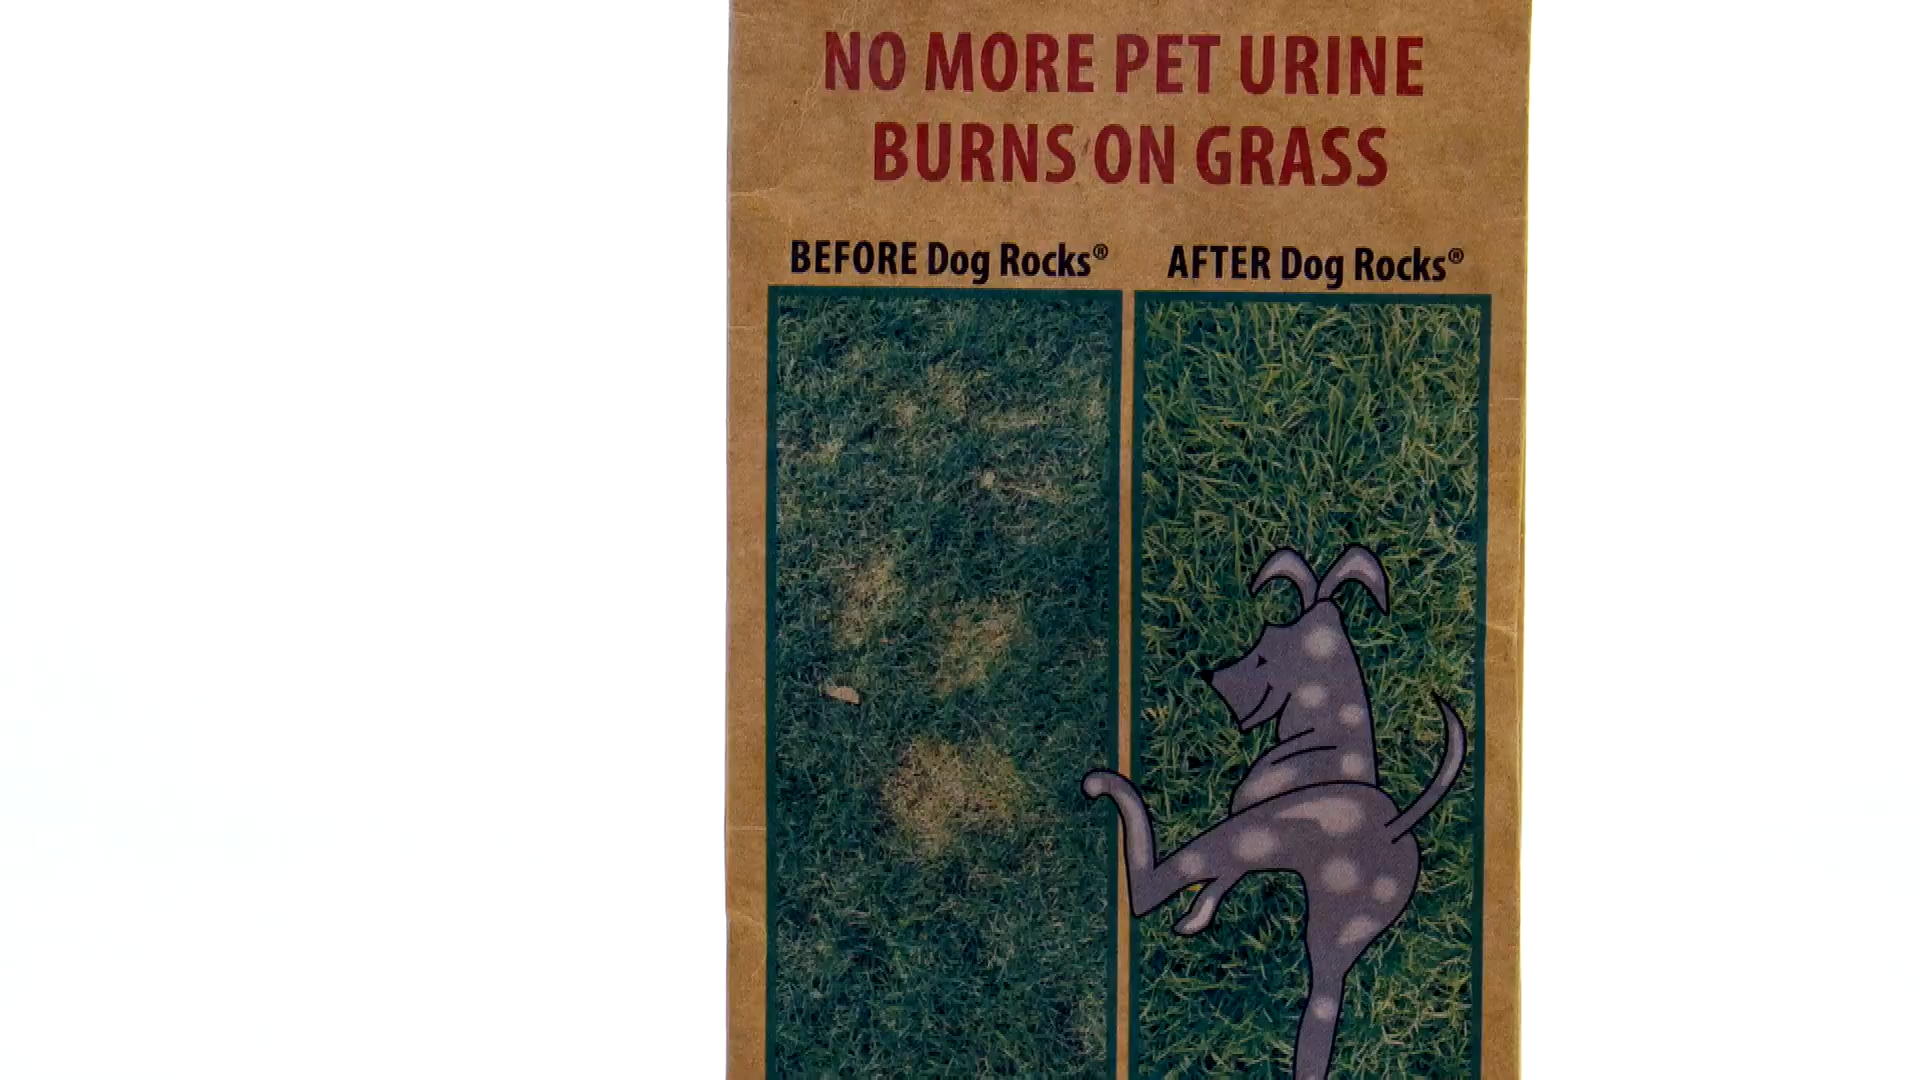 NO MORE PET URINE
BURNS ON GRASS
BEFORE Dog Rocks®
AFTER Dog Rocks®